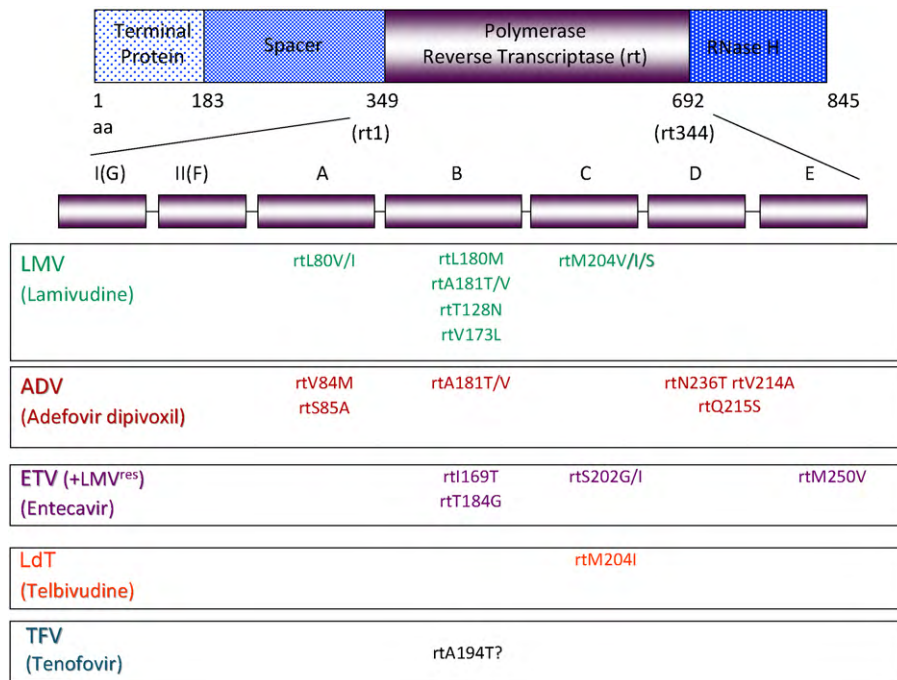 Terminal Protein
Spacer
Polymerase
Reverse Transcriptase (rt)
RNase H
1 183 349 692 845
aa (rt1) (rt344)
I(G) II(F) A B C D E
LMV rtL80V/I rtL180M rtM204V/I/S
(Lamivudine) rtA181T/V
rtT128N
rtV173L
ADV rtV84M rtA181T/V rtN236T rtV214A
(Adefovir dipivoxil) rtS85A rtQ215S
ETV (+LMVres) rtI169T rtS202G/I rtM250V
(Entecavir) rtT184G
LdT rtM204I
(Telbivudine)
TFV
(Tenofovir) rtA194T?